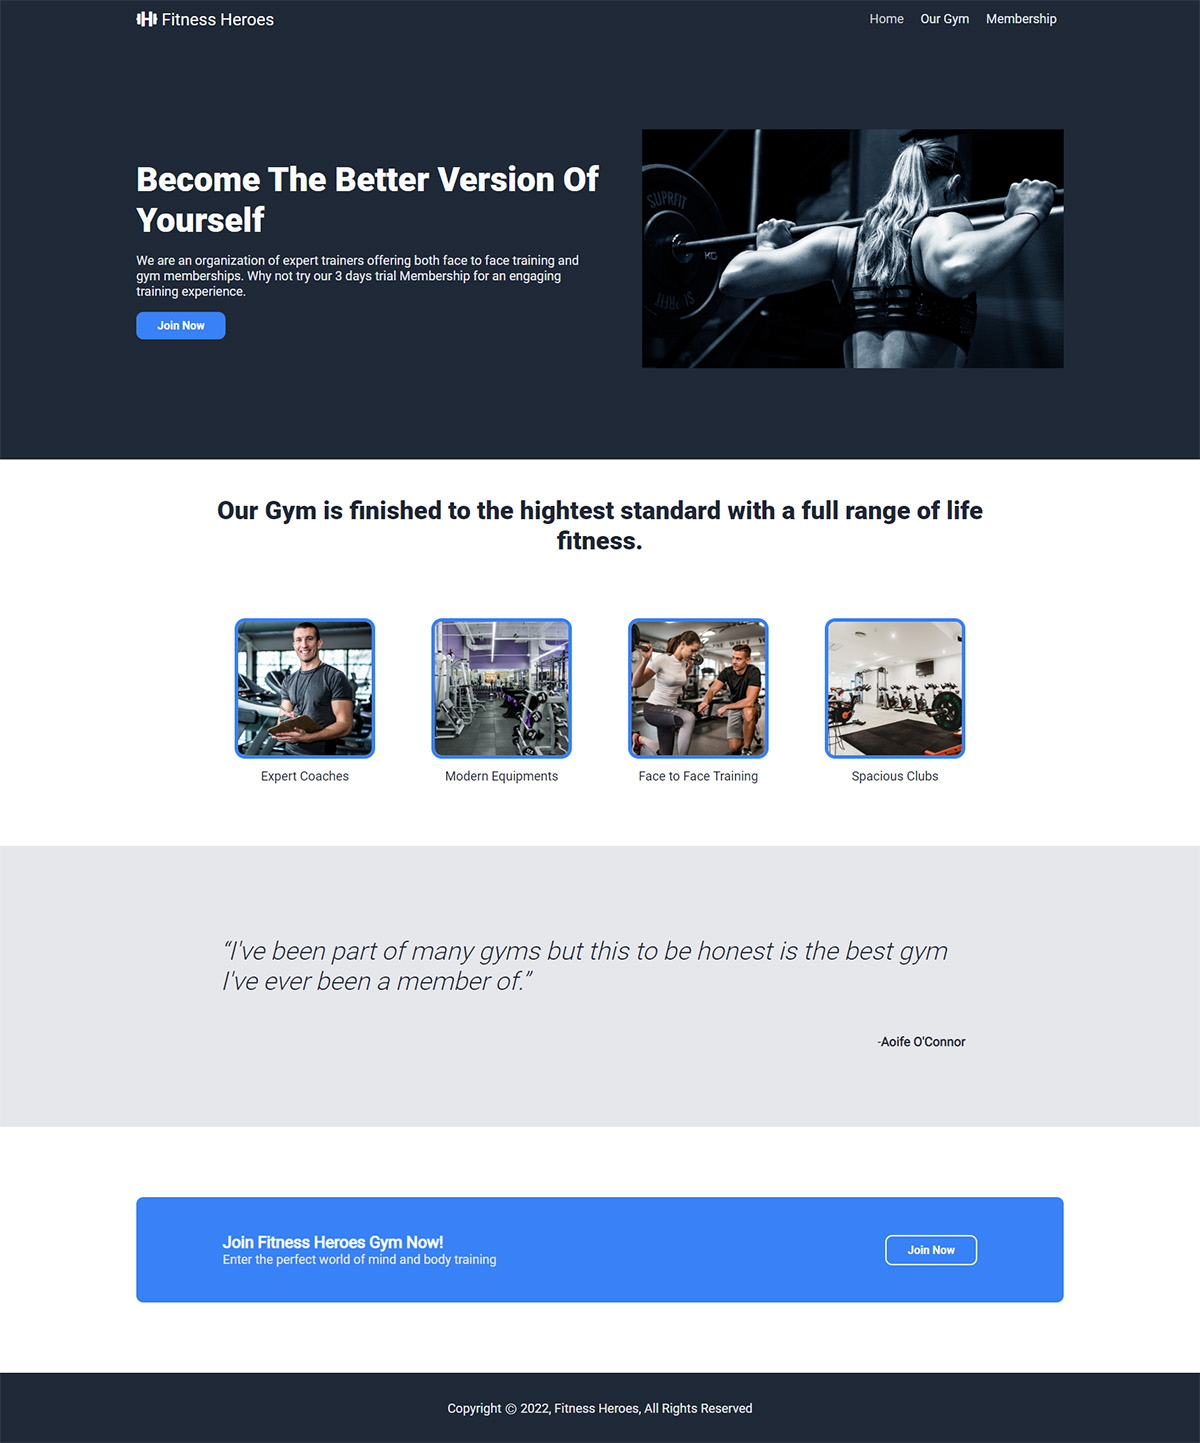 Fitness Heroes
Home Our Gym Membership
Become The Better Version Of
Yourself
We are an organization of expert trainers offering both face to face training and
gym memberships. Why not try our 3 days trial Membership for an engaging
training experience.
Join Now
SUPRFIT
KG
Our Gym is finished to the hightest standard with a full range of life
fitness.
Expert Coaches
Modern Equipments
Face to Face Training
Spacious Clubs
“I've been part of many gyms but this to be honest is the best gym
I've ever been a member of.”
-Aoife O'Connor
Join Fitness Heroes Gym Now!
Enter the perfect world of mind and body training
Join Now
Copyright © 2022, Fitness Heroes, All Rights Reserved